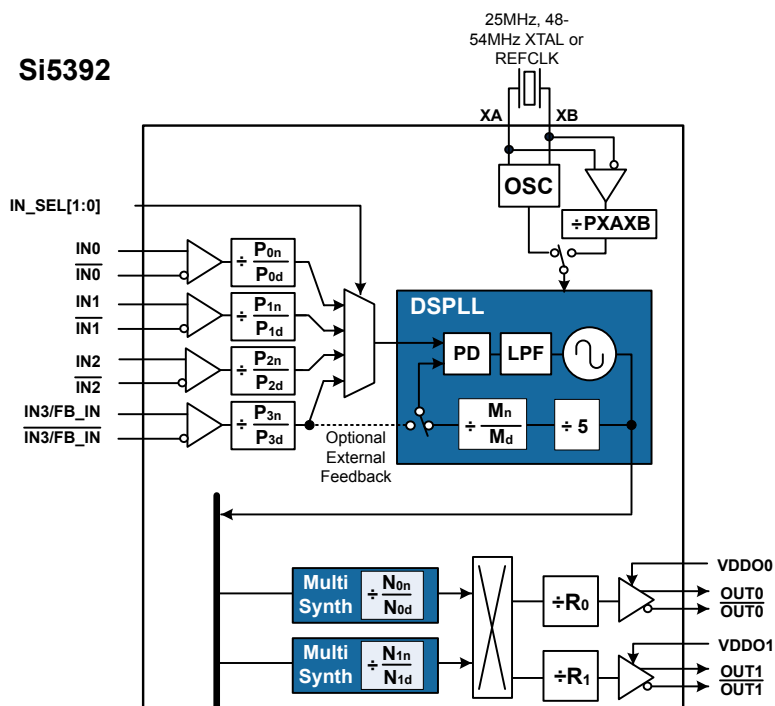 Si5392
25MHz, 48-
54MHz XTAL or
REFCLK
XA
XB
OSC
÷PXAXB
IN_SEL[1:0]
IN0
IN0
÷ P0n
P0d
IN1
IN1
÷ P1n
P1d
IN2
IN2
÷ P2n
P2d
IN3/FB_IN
IN3/FB_IN
÷ P3n
P3d
Optional
External
Feedback
DSPLL
PD
LPF
÷ Mn
Md
÷ 5
Multi
Synth
÷ N0n
N0d
÷R0
VDDO0
OUT0
OUT0
Multi
Synth
÷ N1n
N1d
÷R1
VDDO1
OUT1
OUT1